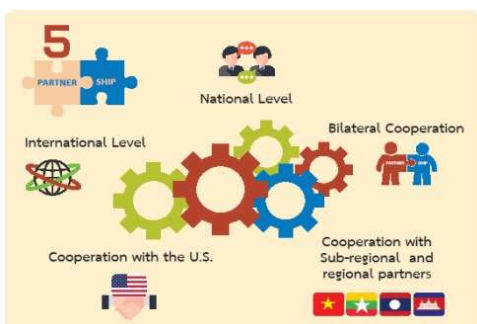 5
PARTNER SHIP
National Level
International Level
Bilateral Cooperation
PARTNER SHIP
Cooperation with the U.S.
Cooperation with
Sub-regional and
regional partners